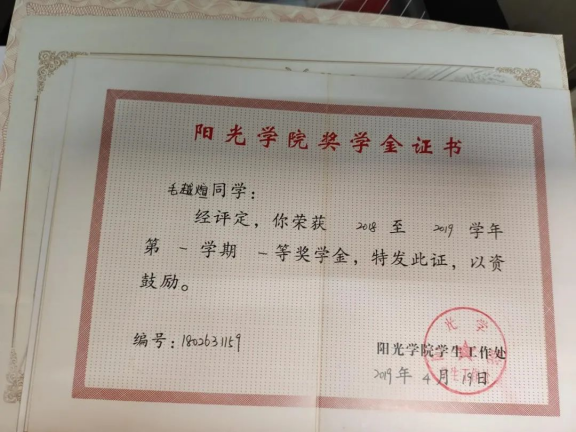 阳光学院奖学金证书
毛越煊同学：
经评定，你荣获 2018 至 2019 学年
第 一 学期 一等奖学金，特发此证，以资
鼓励。
编号：1802631159
阳光学院学生工作处
2019年4月19日